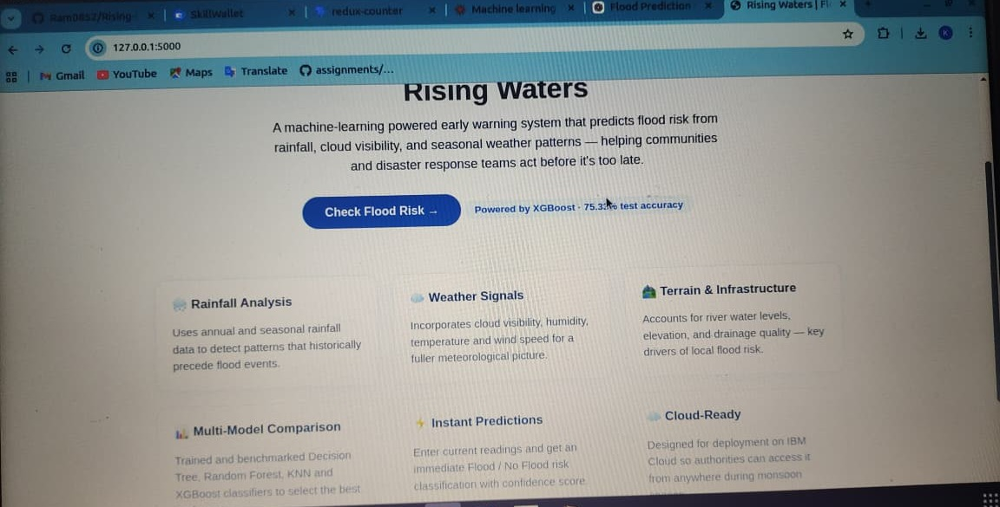 Ram0852/Rising-
SkillWallet
redux-counter
Machine learning
Flood Prediction
Rising Waters | Fl
127.0.0.1:5000
K
Gmail
YouTube
Maps
Translate
assignments/...
Rising Waters
A machine-learning powered early warning system that predicts flood risk from
rainfall, cloud visibility, and seasonal weather patterns — helping communities
and disaster response teams act before it's too late.
Check Flood Risk →
Powered by XGBoost · test accuracy
Rainfall Analysis
Uses annual and seasonal rainfall
data to detect patterns that historically
precede flood events.
Weather Signals
Incorporates cloud visibility, humidity,
temperature and wind speed for a
fuller meteorological picture.
Terrain & Infrastructure
Accounts for river water levels,
elevation, and drainage quality — key
drivers of local flood risk.
Multi-Model Comparison
Trained and benchmarked Decision
Tree, Random Forest, KNN and
XGBoost classifiers to select the best
Instant Predictions
Enter current readings and get an
immediate Flood / No Flood risk
classification with confidence score.
Cloud-Ready
Designed for deployment on IBM
Cloud so authorities can access it
from anywhere during monsoon